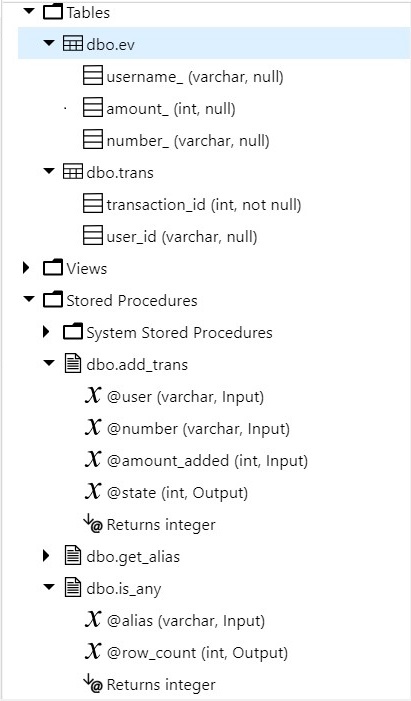 Tables
dbo.ev
username_ (varchar, null)
amount_ (int, null)
number_ (varchar, null)
dbo.trans
transaction_id (int, not null)
user_id (varchar, null)
Views
Stored Procedures
System Stored Procedures
dbo.add_trans
X @user (varchar, Input)
X @number (varchar, Input)
X @amount_added (int, Input)
X @state (int, Output)
@ Returns integer
dbo.get_alias
dbo.is_any
X @alias (varchar, Input)
X @row_count (int, Output)
@ Returns integer